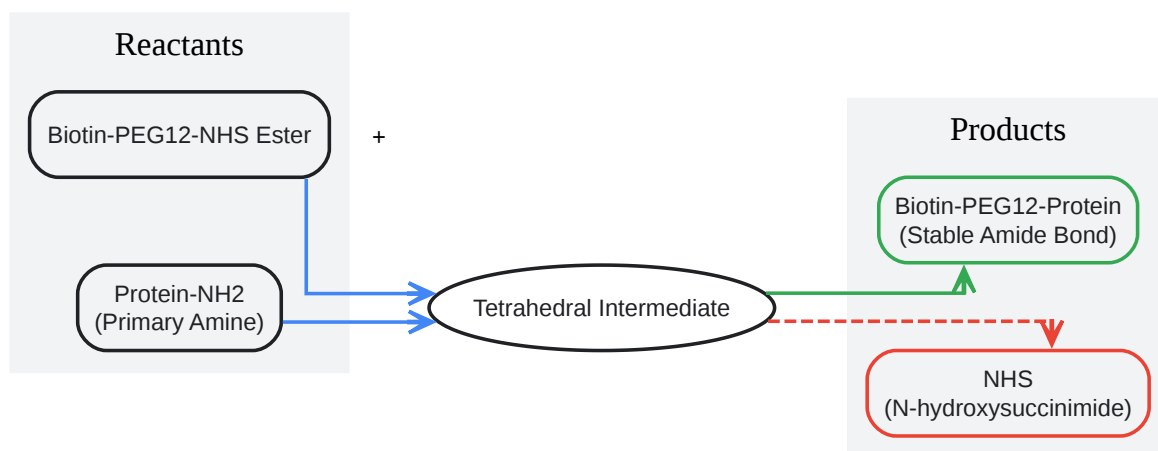 Reactants
Biotin-PEG12-NHS Ester
+
Protein-NH2
(Primary Amine)
Tetrahedral Intermediate
Products
Biotin-PEG12-Protein
(Stable Amide Bond)
NHS
(N-hydroxysuccinimide)